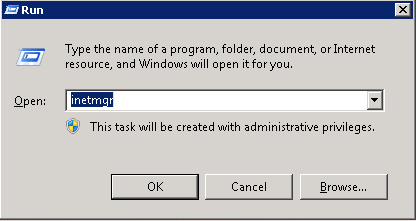 Run
Type the name of a program, folder, document, or Internet
resource, and Windows will open it for you.
Open: inetmgr
This task will be created with administrative privileges.
OK Cancel Browse...